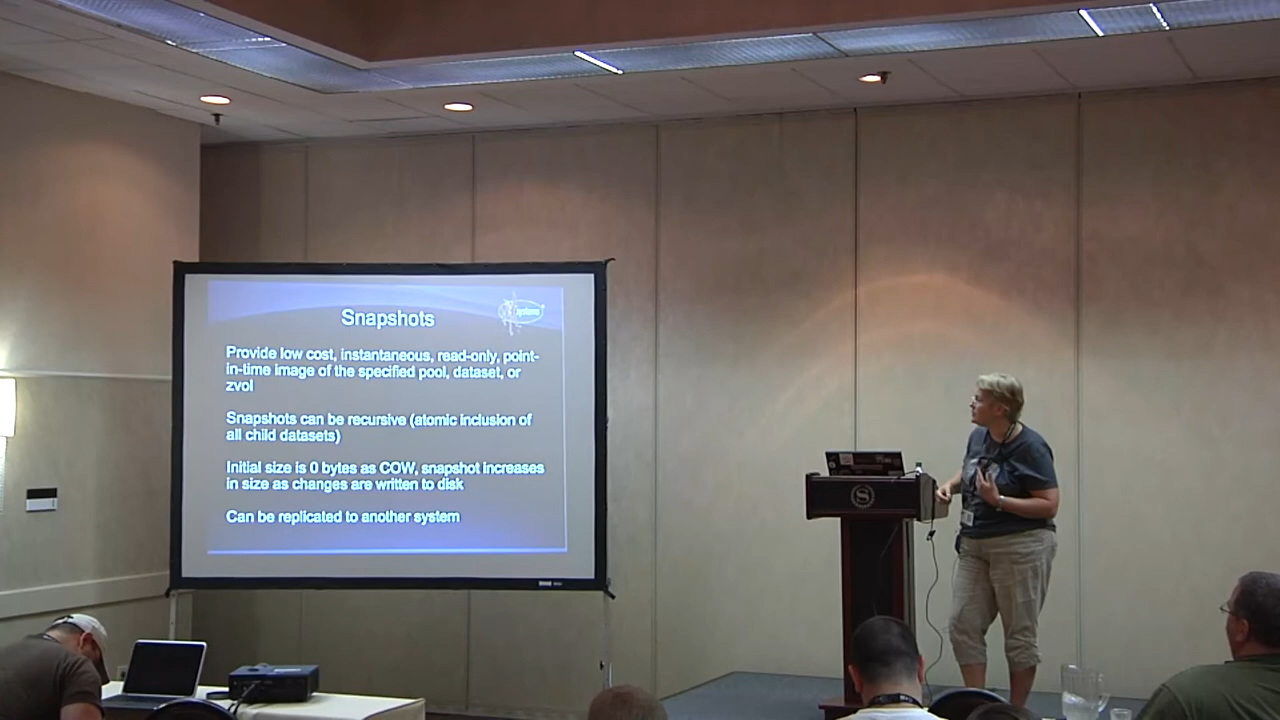 Snapshots
systems
Provide low cost, instantaneous, read-only, point-
in-time image of the specified pool, dataset, or
zvol
Snapshots can be recursive (atomic inclusion of
all child datasets)
Initial size is 0 bytes as COW, snapshot increases
in size as changes are written to disk
Can be replicated to another system
S